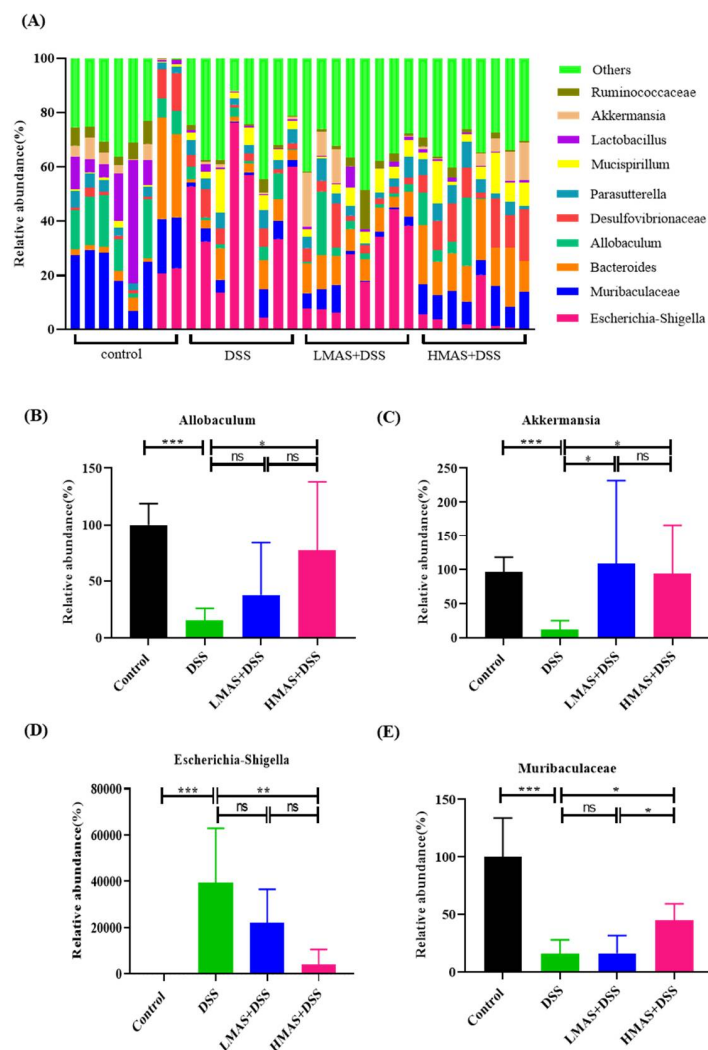 (A)
Relative abundance(%)
100
80
60
40
20
0
control
DSS
LMAS+DSS
HMAS+DSS
Others
Ruminococcaceae
Akkermansia
Lactobacillus
Mucispirillum
Parasutterella
Desulfovibrionaceae
Allobaculum
Bacteroides
Muribaculaceae
Escherichia-Shigella
(B)
Allobaculum
***
*
ns
ns
Relative abundance(%)
150
100
50
0
Control
DSS
LMAS+DSS
HMAS+DSS
(C)
Akkermansia
***
*
*
ns
Relative abundance(%)
250
200
150
100
50
0
Control
DSS
LMAS+DSS
HMAS+DSS
(D)
Escherichia-Shigella
***
**
ns
ns
Relative abundance(%)
80000
60000
40000
20000
0
Control
DSS
LMAS+DSS
HMAS+DSS
(E)
Muribaculaceae
***
*
ns
*
Relative abundance(%)
150
100
50
0
Control
DSS
LMAS+DSS
HMAS+DSS